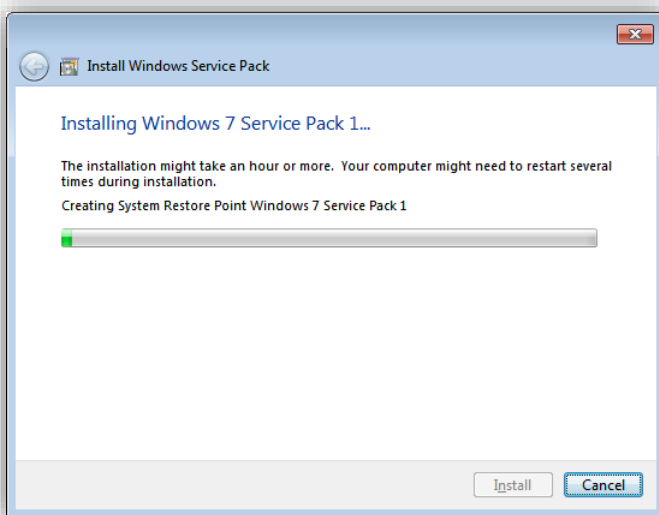 Install Windows Service Pack
Installing Windows 7 Service Pack 1...
The installation might take an hour or more.  Your computer might need to restart several
times during installation.
Creating System Restore Point Windows 7 Service Pack 1
Install
Cancel